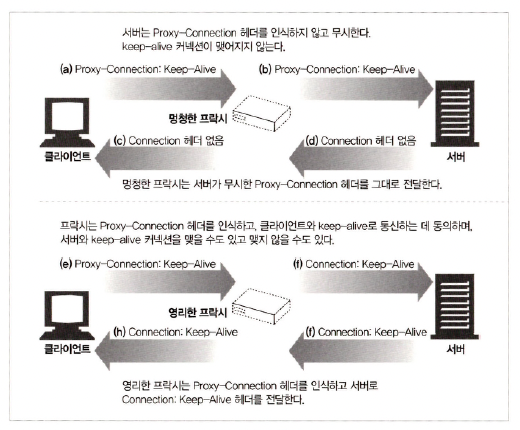 서버는 Proxy-Connection 헤더를 인식하지 않고 무시한다.
keep-alive 커넥션이 맺어지지 않는다.
(a) Proxy-Connection: Keep-Alive
(b) Proxy-Connection: Keep-Alive
멍청한 프락시
(c) Connection 헤더 없음
(d) Connection 헤더 없음
클라이언트
서버
멍청한 프락시는 서버가 무시한 Proxy-Connection 헤더를 그대로 전달한다.
프락시는 Proxy-Connection 헤더를 인식하고, 클라이언트와 keep-alive로 통신하는 데 동의하며,
서버와 keep-alive 커넥션을 맺을 수도 있고 맺지 않을 수도 있다.
(e) Proxy-Connection: Keep-Alive
(f) Connection: Keep-Alive
영리한 프락시
(h) Connection: Keep-Alive
(f) Connection: Keep-Alive
클라이언트
서버
영리한 프락시는 Proxy-Connection 헤더를 인식하고 서버로
Connection: Keep-Alive 헤더를 전달한다.